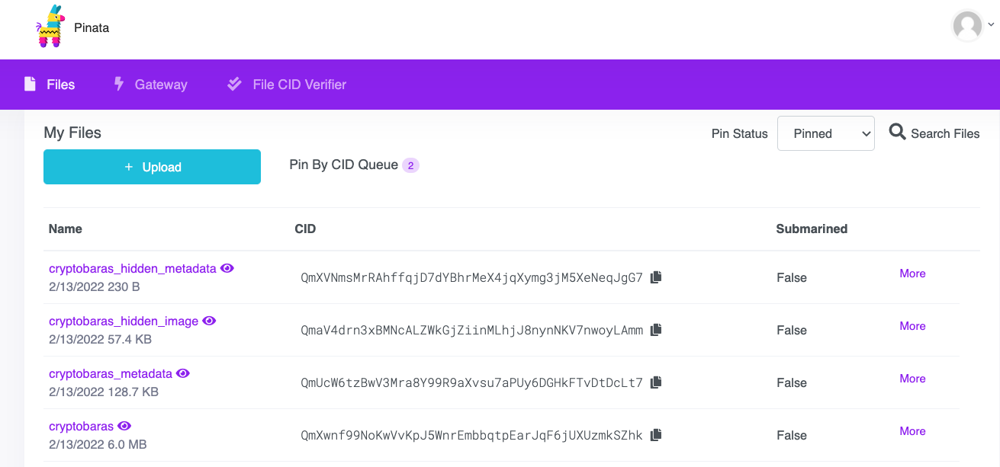 Pinata
Files Gateway File CID Verifier
My Files
Pin Status Pinned Search Files
+ Upload
Pin By CID Queue 2
Name CID Submarined
cryptobaras_hidden_metadata
2/13/2022 230 B
QmXVNmsMrRAhffqjD7dYBhrMeX4jqXymg3jM5XeNeqJgG7 False More
cryptobaras_hidden_image
2/13/2022 57.4 KB
QmaV4drn3xBMNcALZWkGjZiinMLhjJ8nynNKV7nwoyLAmm False More
cryptobaras_metadata
2/13/2022 128.7 KB
QmUcW6tzBwV3Mra8Y99R9aXvsu7aPUy6DGHkFTvDtDcLt7 False More
cryptobaras
2/13/2022 6.0 MB
QmXwnf99NoKwVvKpJ5WnrEmbbqtpEarJqF6jUXUzmkSZhk False More